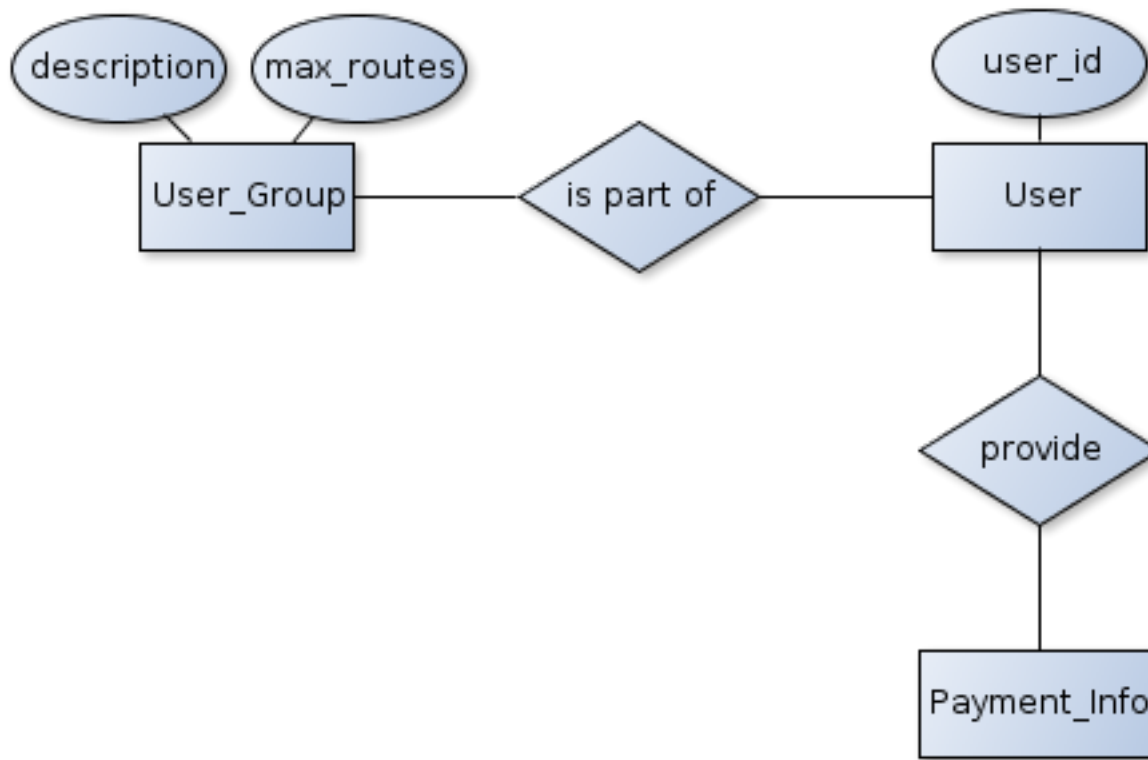 description
max_routes
user_id
User_Group
is part of
User
provide
Payment_Info